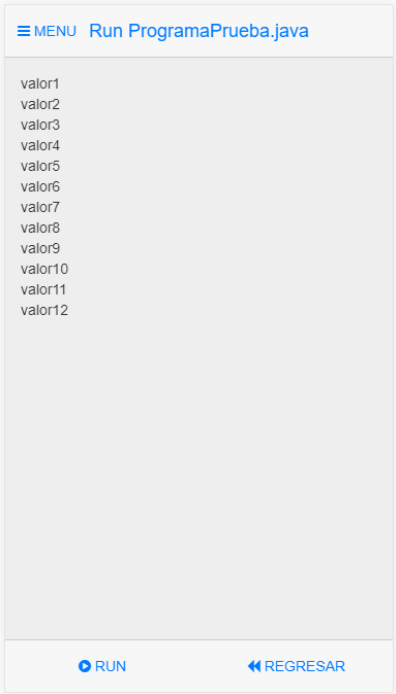 MENU Run ProgramaPrueba.java
valor1
valor2
valor3
valor4
valor5
valor6
valor7
valor8
valor9
valor10
valor11
valor12
RUN REGRESAR